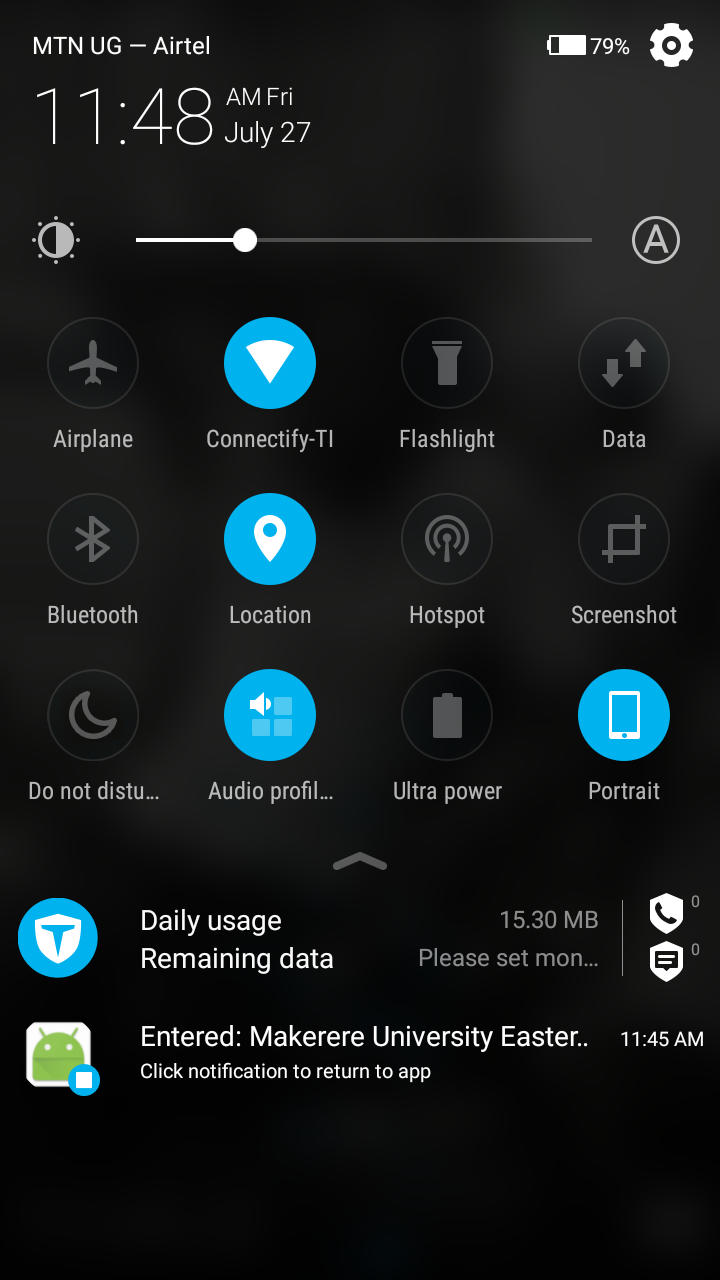 MTN UG — Airtel
79%
11:48
AM Fri
July 27
A
Airplane
Connectify-TI
Flashlight
Data
Bluetooth
Location
Hotspot
Screenshot
Do not distu...
Audio profil...
Ultra power
Portrait
Daily usage
15.30 MB
0
Remaining data
Please set mon...
0
Entered: Makerere University Easter..
11:45 AM
Click notification to return to app